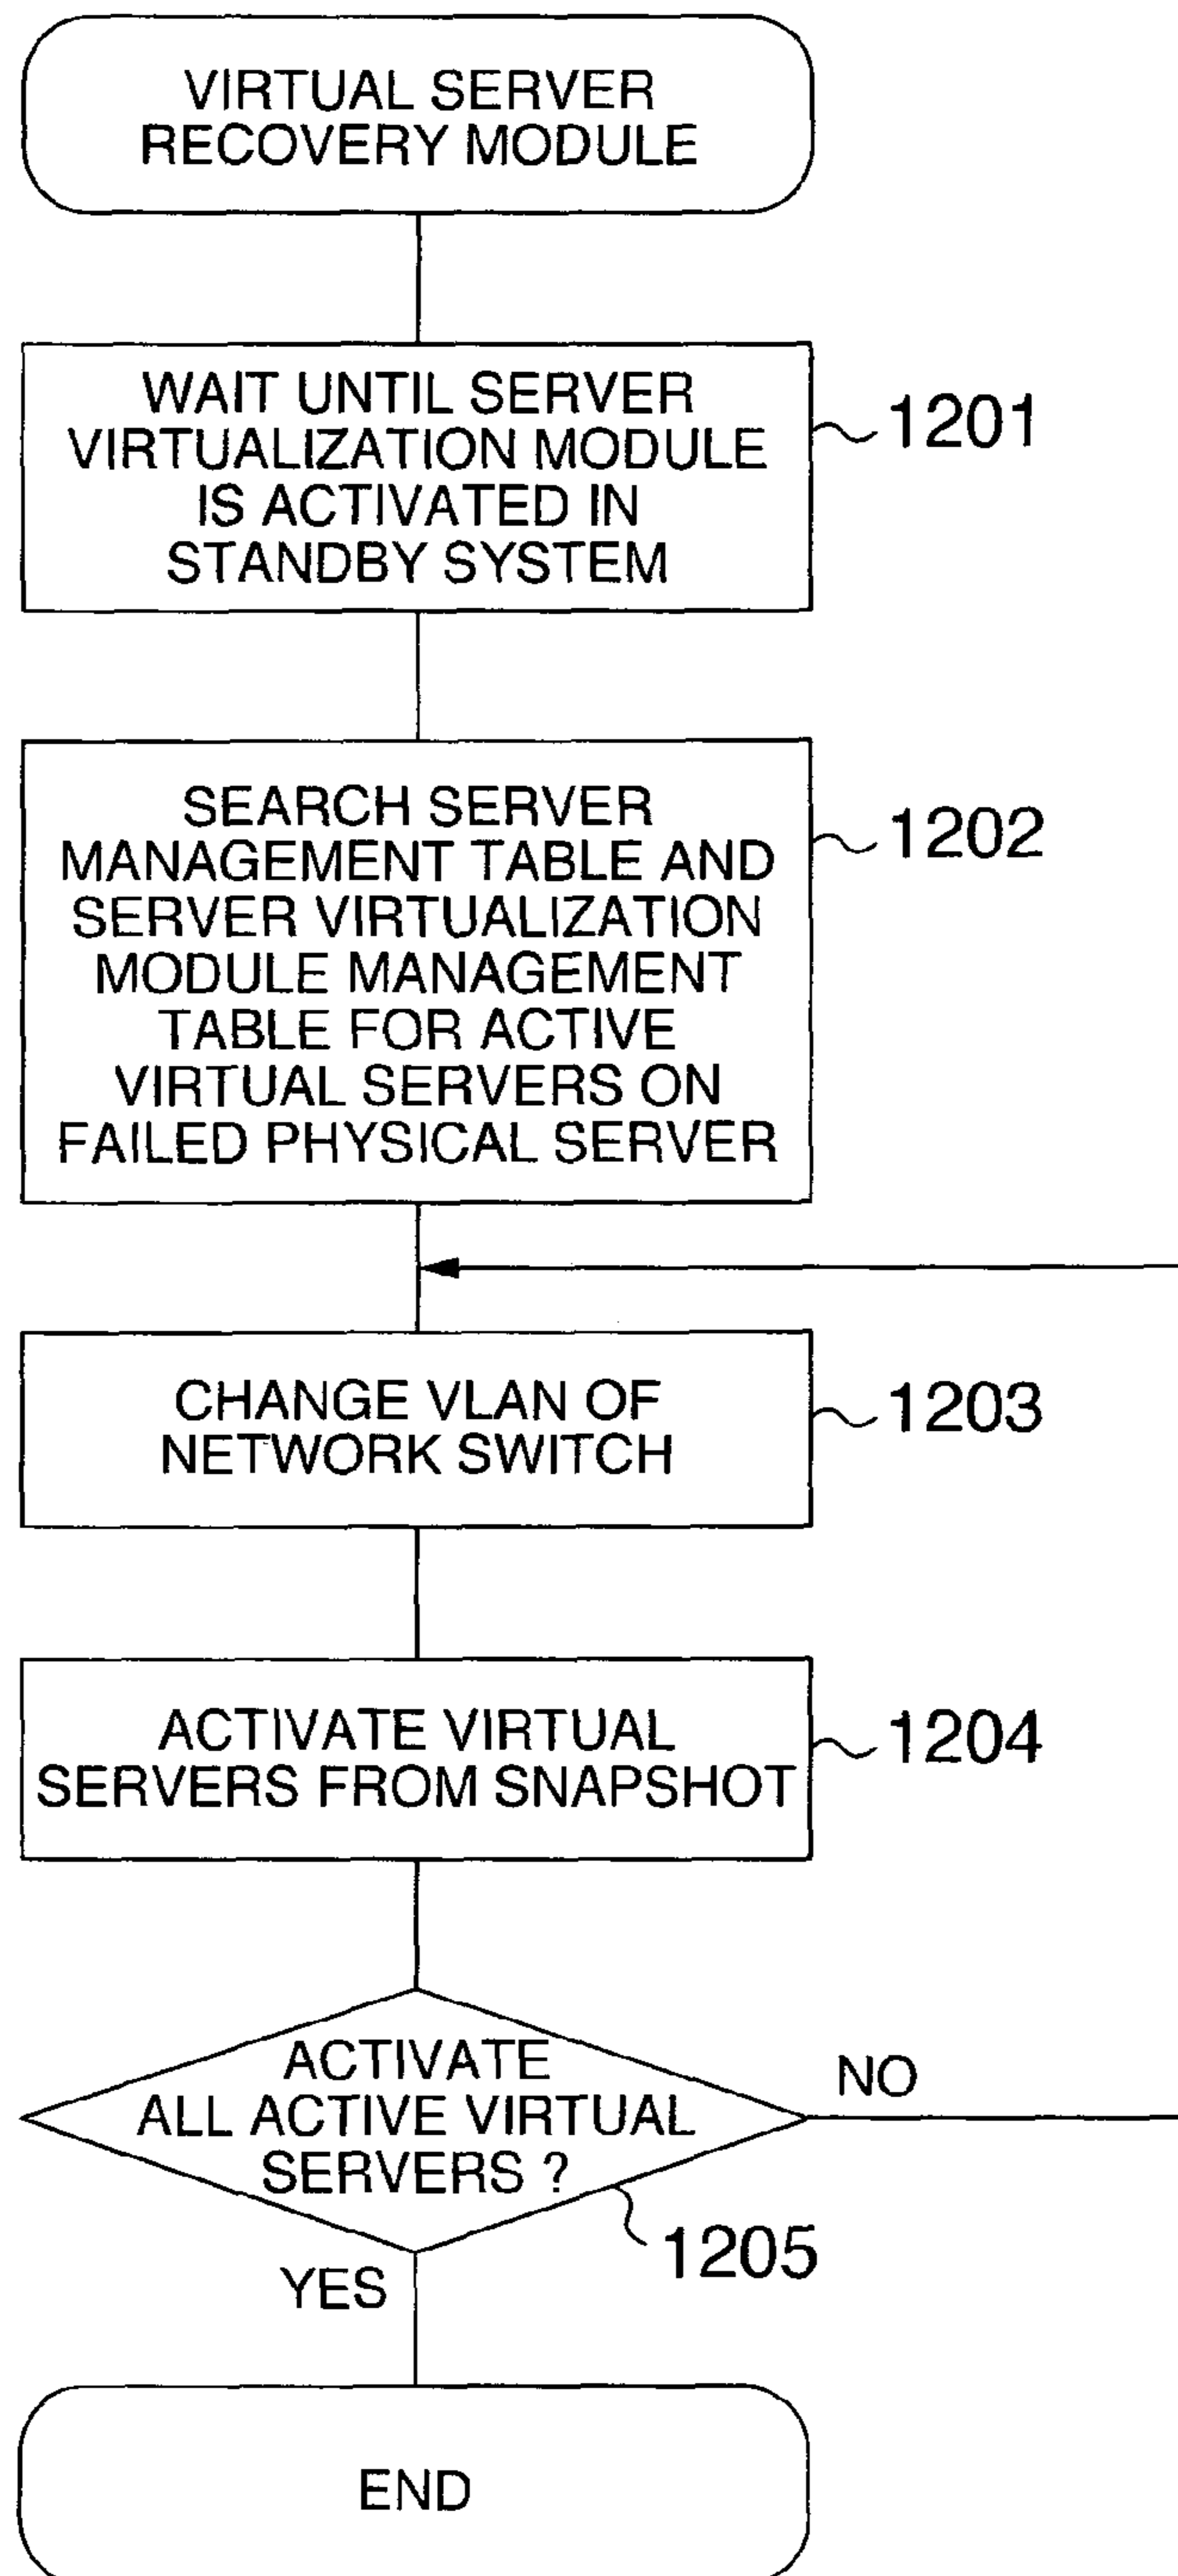 VIRTUAL SERVER
RECOVERY MODULE
WAIT UNTIL SERVER
VIRTUALIZATION MODULE
IS ACTIVATED IN
STANDBY SYSTEM
1201
SEARCH SERVER
MANAGEMENT TABLE AND
SERVER VIRTUALIZATION
MODULE MANAGEMENT
TABLE FOR ACTIVE
VIRTUAL SERVERS ON
FAILED PHYSICAL SERVER
1202
CHANGE VLAN OF
NETWORK SWITCH
1203
ACTIVATE VIRTUAL
SERVERS FROM SNAPSHOT
1204
ACTIVATE
ALL ACTIVE VIRTUAL
SERVERS ?
NO
1205
YES
END